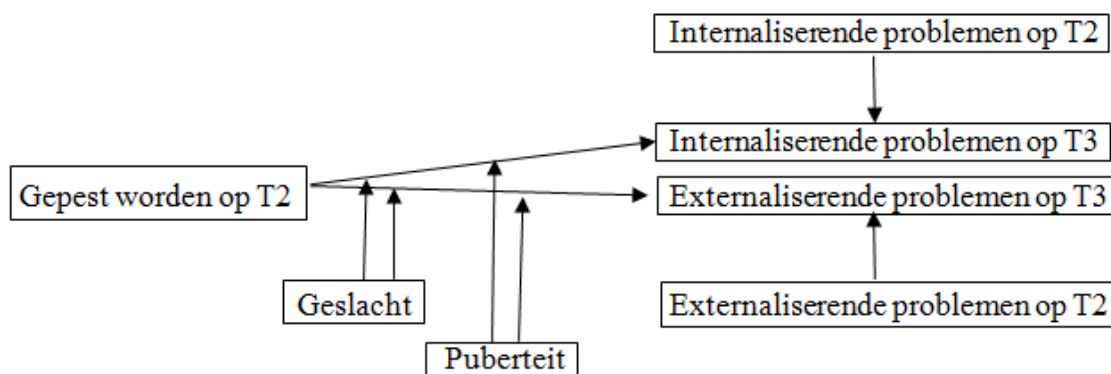 Internaliserende problemen op T2
Internaliserende problemen op T3
Gepest worden op T2
Externaliserende problemen op T3
Geslacht
Externaliserende problemen op T2
Puberteit